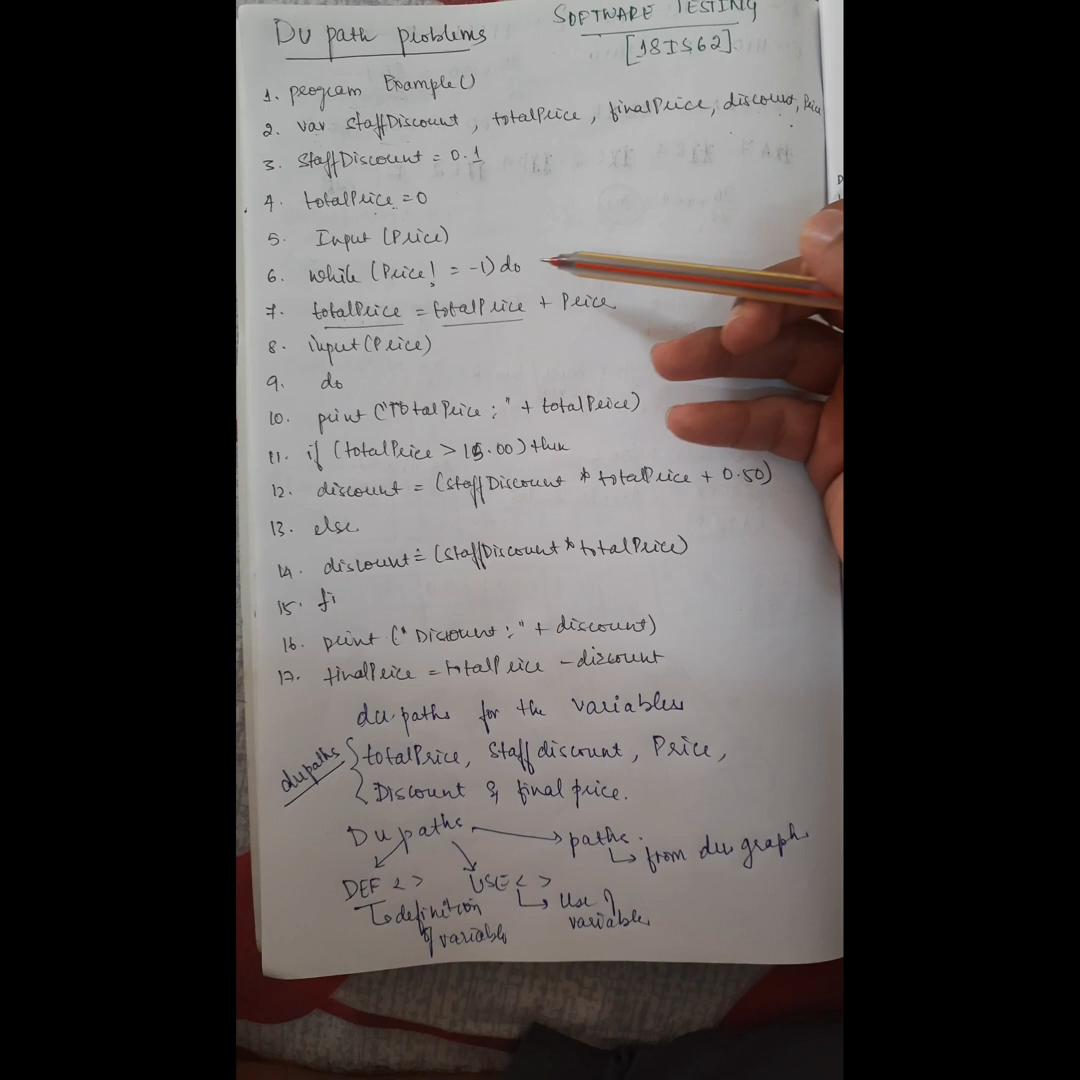 Du path problems
SOFTWARE TESTING
[18IS62]
1. program Example()
2. var staffDiscount, totalPrice, finalPrice, discount, Price
3. StaffDiscount = 0.1
4. totalPrice = 0
5. Input (Price)
6. while (Price! = -1) do
7. totalPrice = totalPrice + Price
8. input (Price)
9. do
10. print ("TotalPrice : " + totalPrice)
11. if (totalPrice > 15.00) then
12. discount = (staffDiscount * totalPrice + 0.50)
13. else
14. discount = (staffDiscount * totalPrice)
15. fi
16. print (" Discount : " + discount)
17. finalPrice = totalPrice - discount
du paths for the variables
du paths { totalPrice, Staff discount, Price,
Discount & final price.
Du paths → paths.
↳ from du graph
DEF < > USE < >
↳ definition of variable
↳ Use of variable